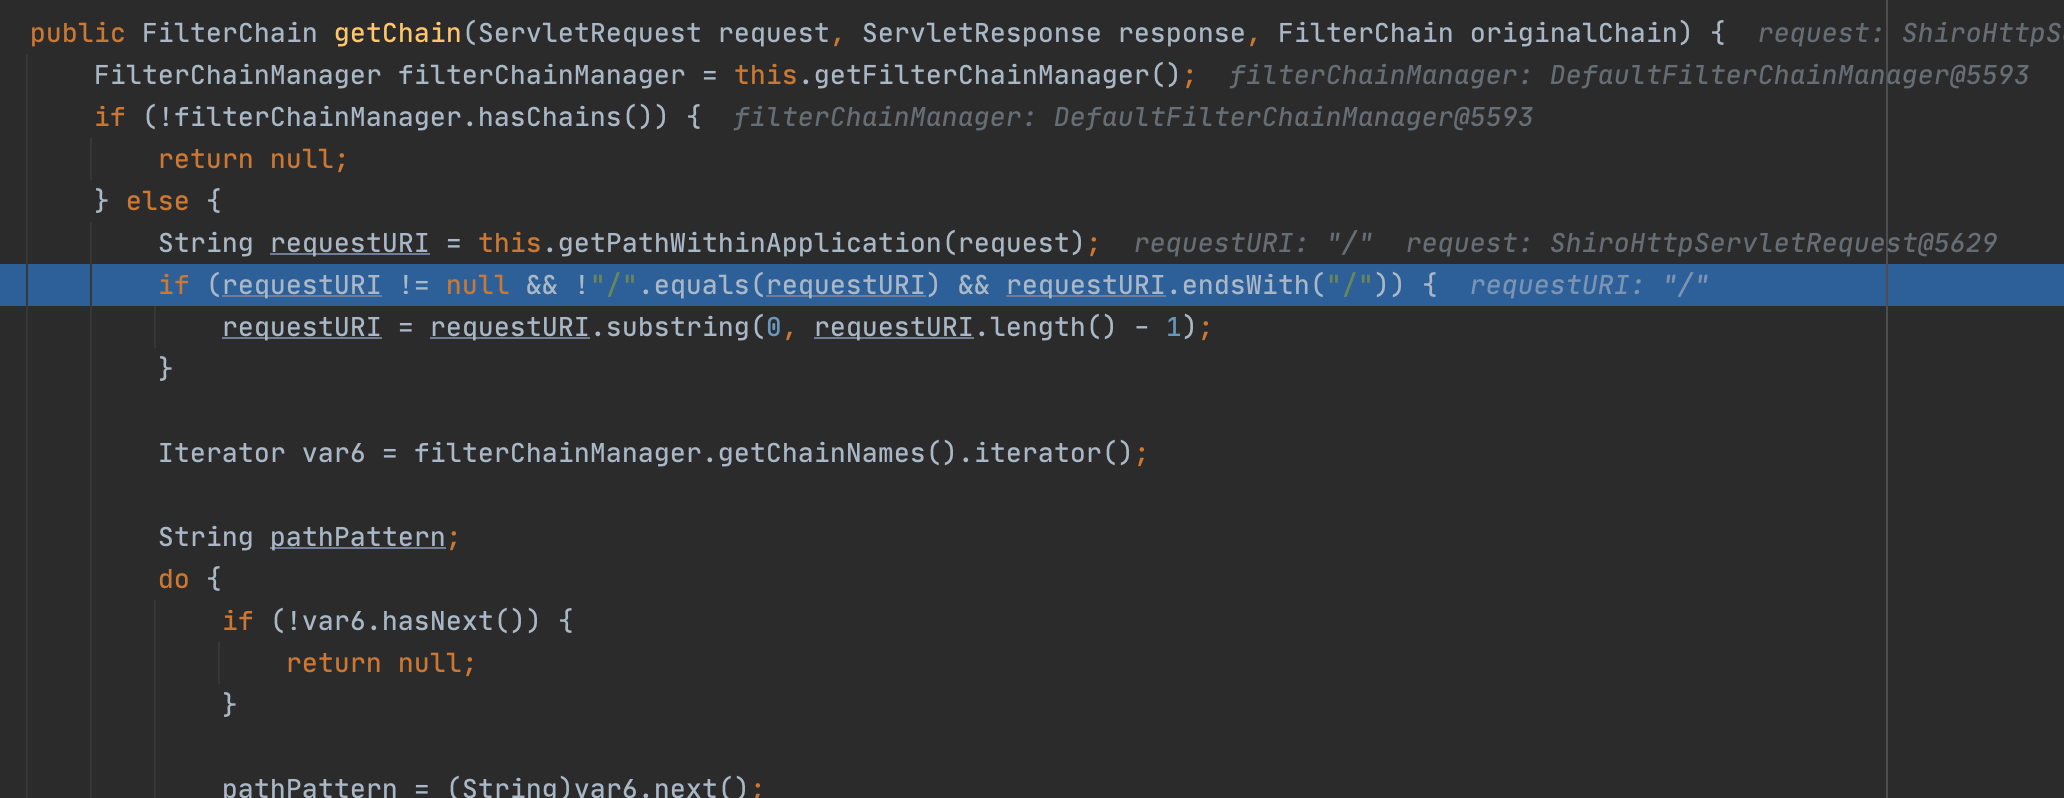 public FilterChain getChain(ServletRequest request, ServletResponse response, FilterChain originalChain) {  request: ShiroHttpS
    FilterChainManager filterChainManager = this.getFilterChainManager();  filterChainManager: DefaultFilterChainManager@5593
    if (!filterChainManager.hasChains()) {  filterChainManager: DefaultFilterChainManager@5593
        return null;
    } else {
        String requestURI = this.getPathWithinApplication(request);  requestURI: "/"  request: ShiroHttpServletRequest@5629
        if (requestURI != null && !"/".equals(requestURI) && requestURI.endsWith("/")) {  requestURI: "/"
            requestURI = requestURI.substring(0, requestURI.length() - 1);
        }

        Iterator var6 = filterChainManager.getChainNames().iterator();

        String pathPattern;
        do {
            if (!var6.hasNext()) {
                return null;
            }

            pathPattern = (String)var6.next();